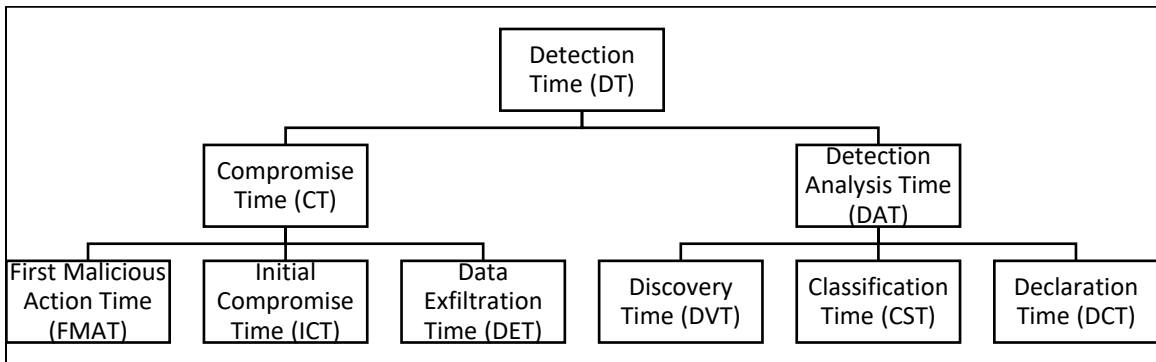 Detection
Time (DT)
Compromise
Time (CT)
Detection
Analysis Time
(DAT)
First Malicious
Action Time
(FMAT)
Initial
Compromise
Time (ICT)
Data
Exfiltration
Time (DET)
Discovery
Time (DVT)
Classification
Time (CST)
Declaration
Time (DCT)